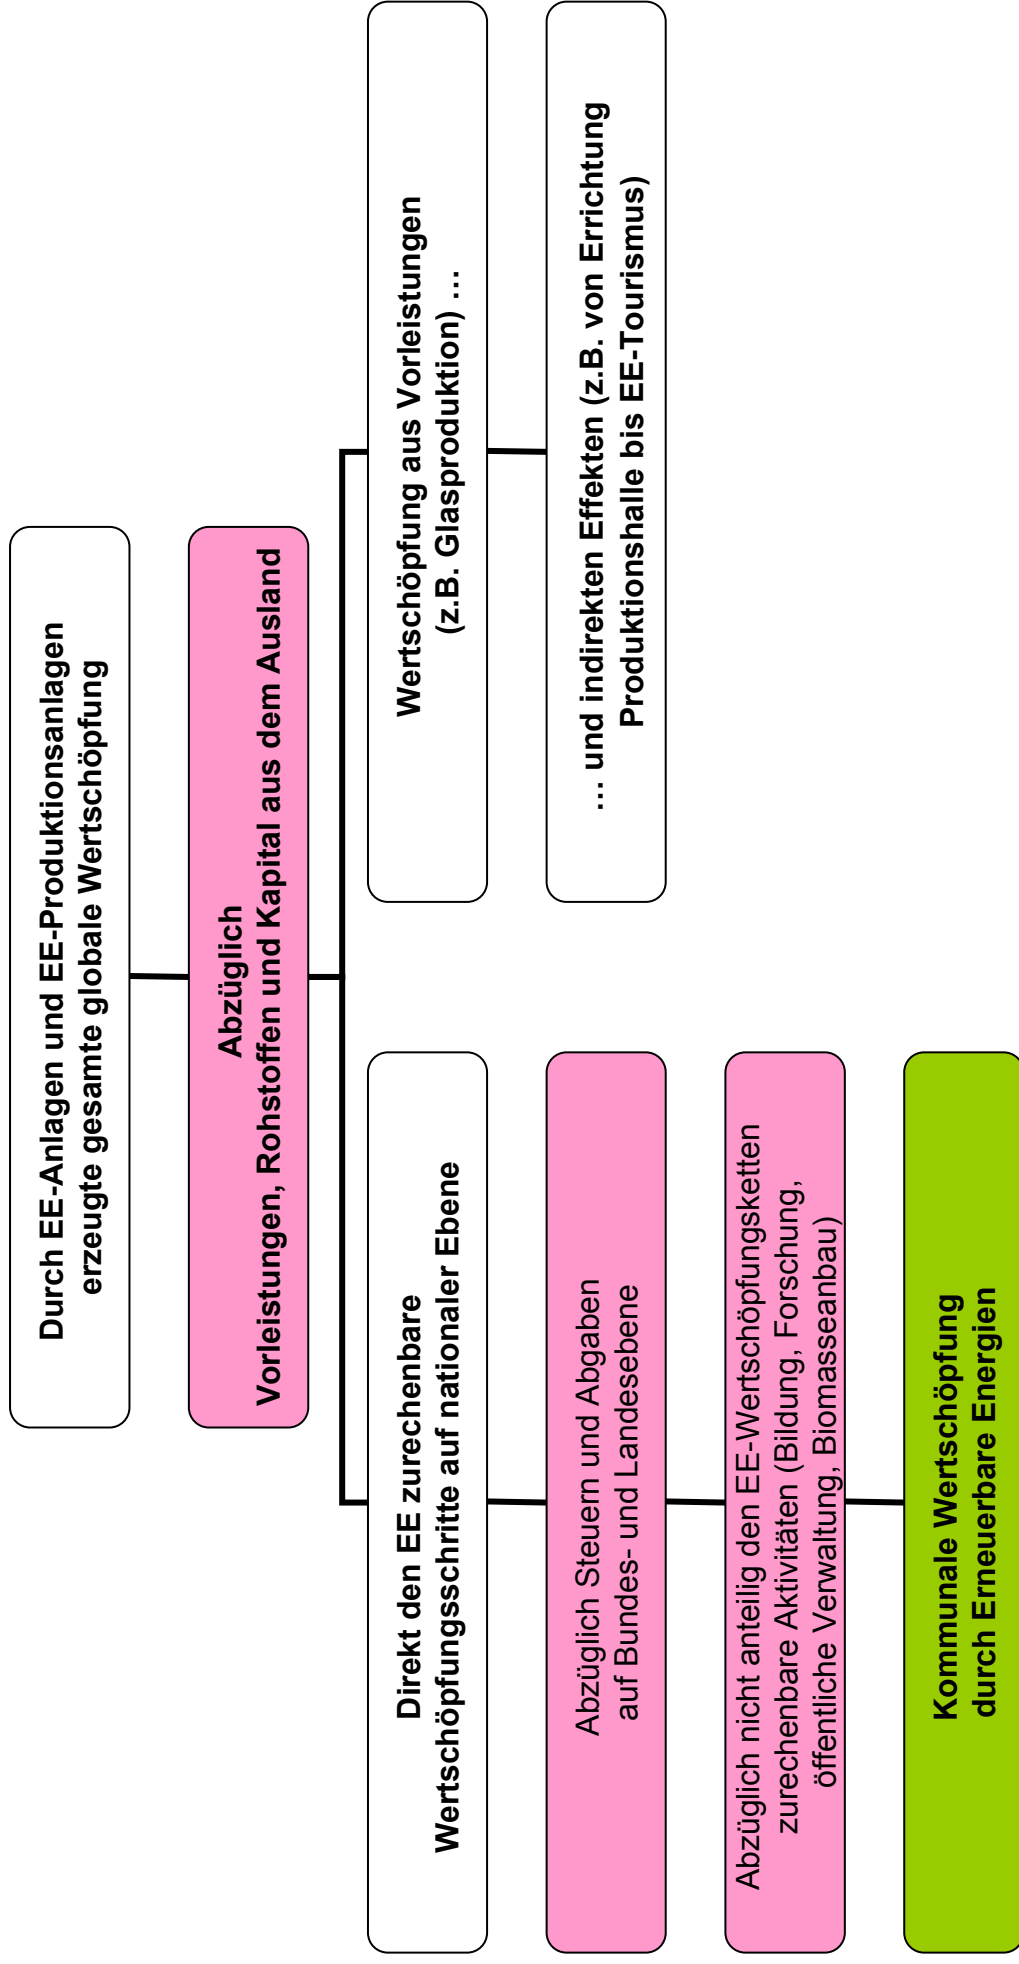 Durch EE-Anlagen und EE-Produktionsanlagen
erzeugte gesamte globale Wertschöpfung
Abzüglich
Vorleistungen, Rohstoffen und Kapital aus dem Ausland
Direkt den EE zurechenbare
Wertschöpfungsschritte auf nationaler Ebene
Wertschöpfung aus Vorleistungen
(z.B. Glasproduktion) …
Abzüglich Steuern und Abgaben
auf Bundes- und Landesebene
… und indirekten Effekten (z.B. von Errichtung
Produktionshalle bis EE-Tourismus)
Abzüglich nicht anteilig den EE-Wertschöpfungsketten
zurechenbare Aktivitäten (Bildung, Forschung,
öffentliche Verwaltung, Biomasseanbau)
Kommunale Wertschöpfung
durch Erneuerbare Energien